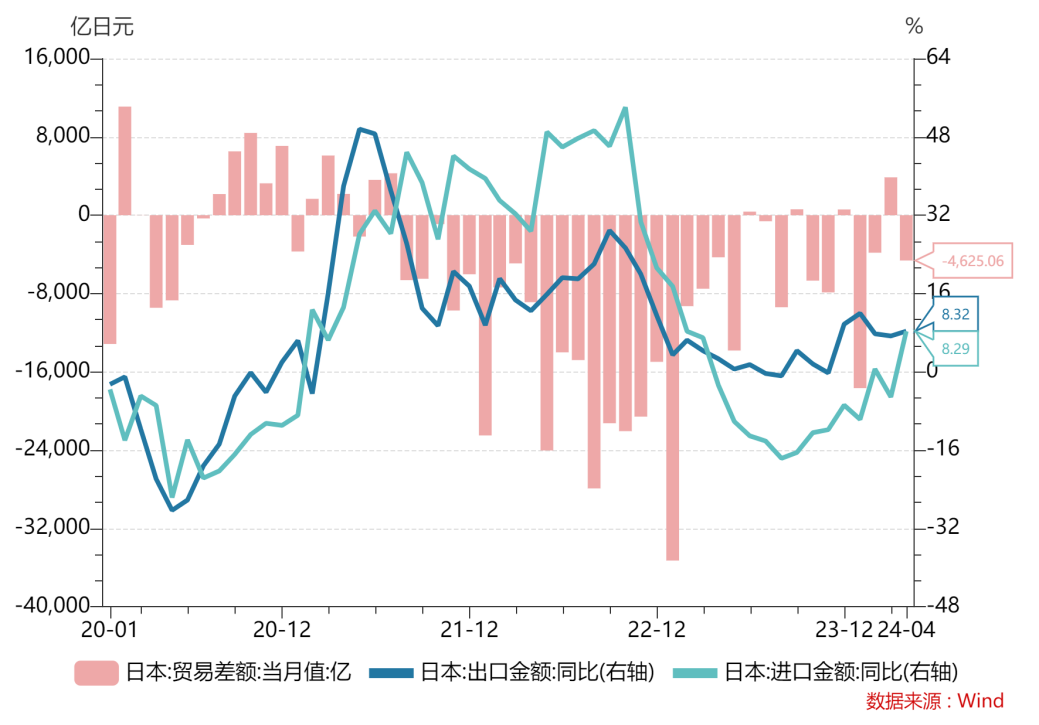 亿日元 %
16,000 64
8,000 48
0 32
-4,625.06
-8,000 16
8.32
8.29
-16,000 0
-24,000 -16
-32,000 -32
-40,000 -48
20-01 20-12 21-12 22-12 23-12 24-04
日本:贸易差额:当月值:亿 日本:出口金额:同比(右轴) 日本:进口金额:同比(右轴)
数据来源：Wind